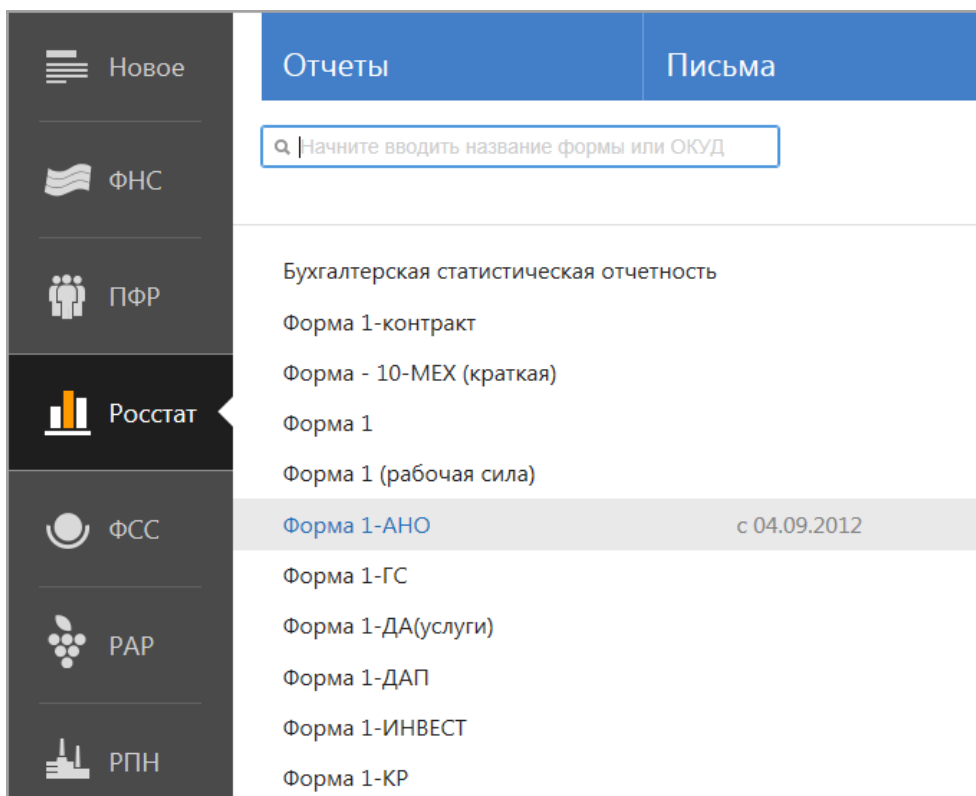 Новое
ФНС
ПФР
Росстат
ФСС
РАР
РПН
Отчеты Письма
Начните вводить название формы или ОКУД
Бухгалтерская статистическая отчетность
Форма 1-контракт
Форма - 10-МЕХ (краткая)
Форма 1
Форма 1 (рабочая сила)
Форма 1-АНО с 04.09.2012
Форма 1-ГС
Форма 1-ДА(услуги)
Форма 1-ДАП
Форма 1-ИНВЕСТ
Форма 1-КР